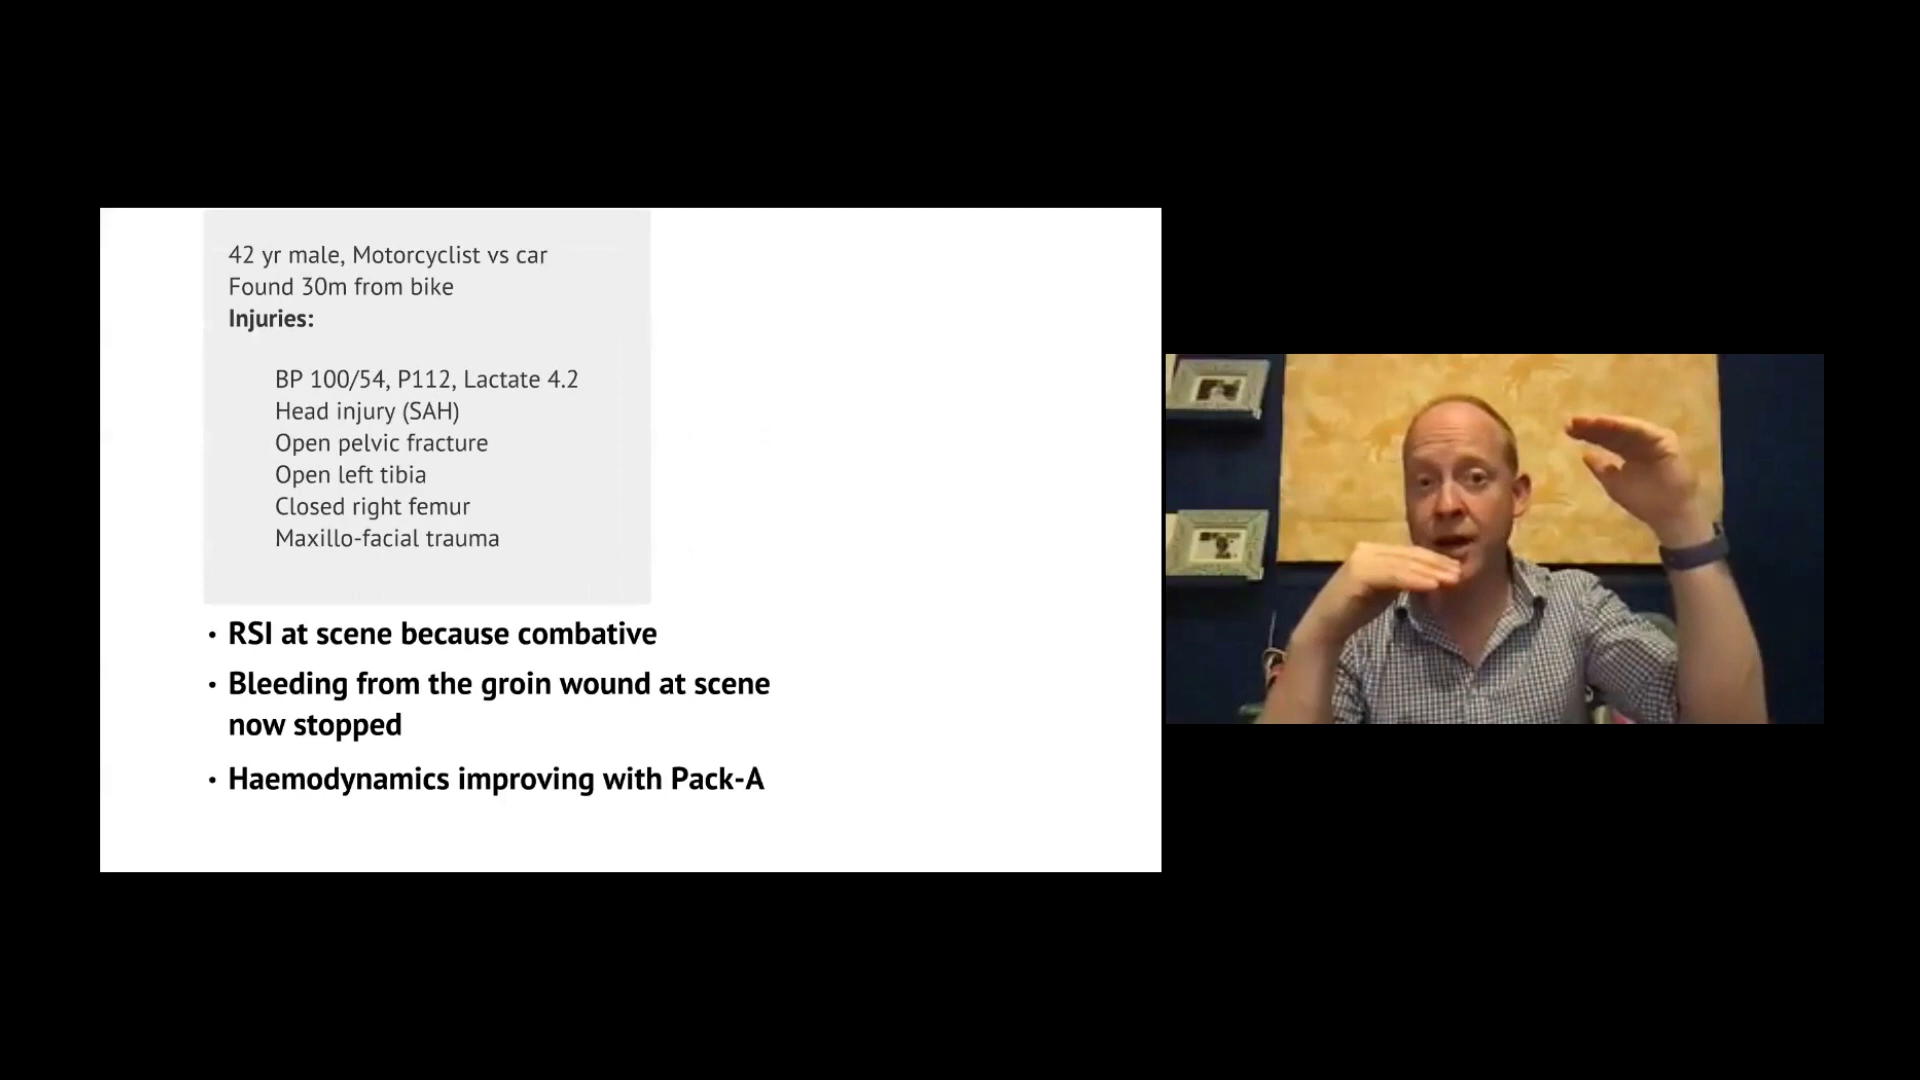 42 yr male, Motorcyclist vs car
Found 30m from bike
Injuries:
BP 100/54, P112, Lactate 4.2
Head injury (SAH)
Open pelvic fracture
Open left tibia
Closed right femur
Maxillo-facial trauma
• RSI at scene because combative
• Bleeding from the groin wound at scene
now stopped
• Haemodynamics improving with Pack-A